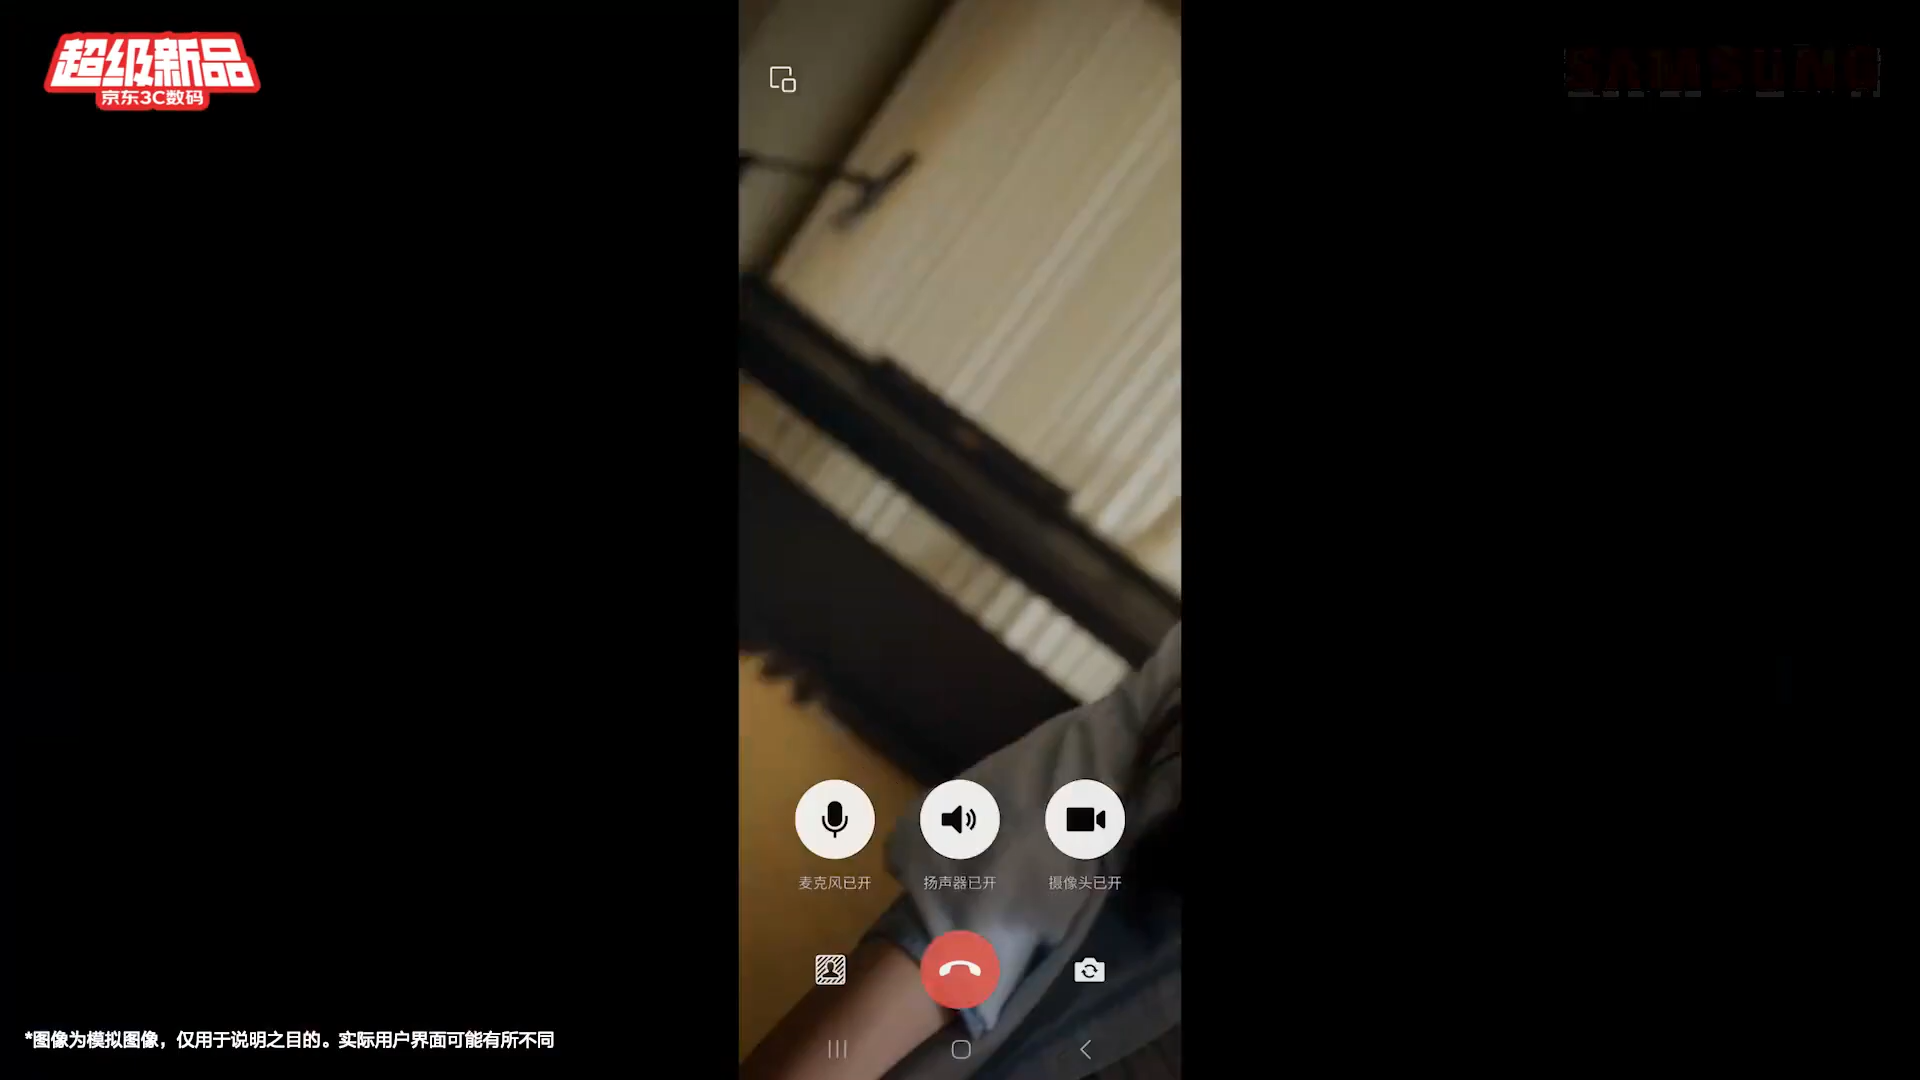 超级新品
京东3C数码
SAMSUNG
麦克风已开
扬声器已开
摄像头已开
*图像为模拟图像，仅用于说明之目的。实际用户界面可能有所不同